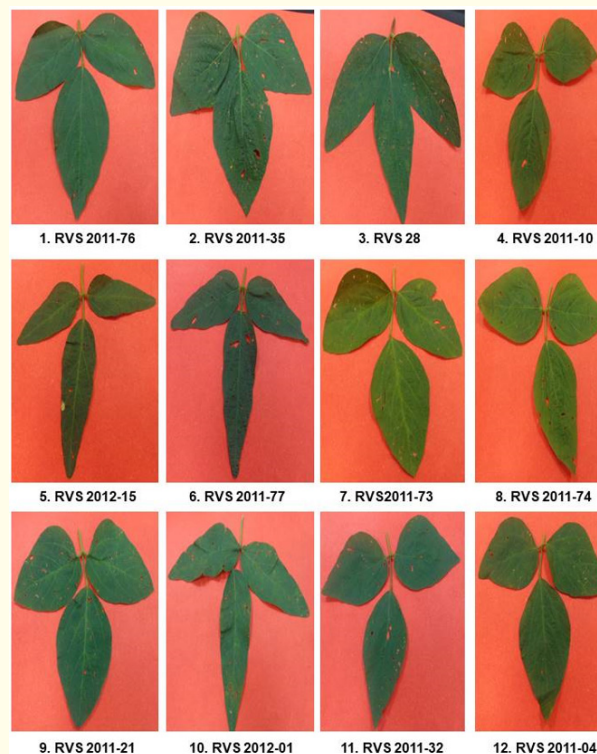 1. RVS 2011-76
2. RVS 2011-35
3. RVS 28
4. RVS 2011-10
5. RVS 2012-15
6. RVS 2011-77
7. RVS2011-73
8. RVS 2011-74
9. RVS 2011-21
10. RVS 2012-01
11. RVS 2011-32
12. RVS 2011-04